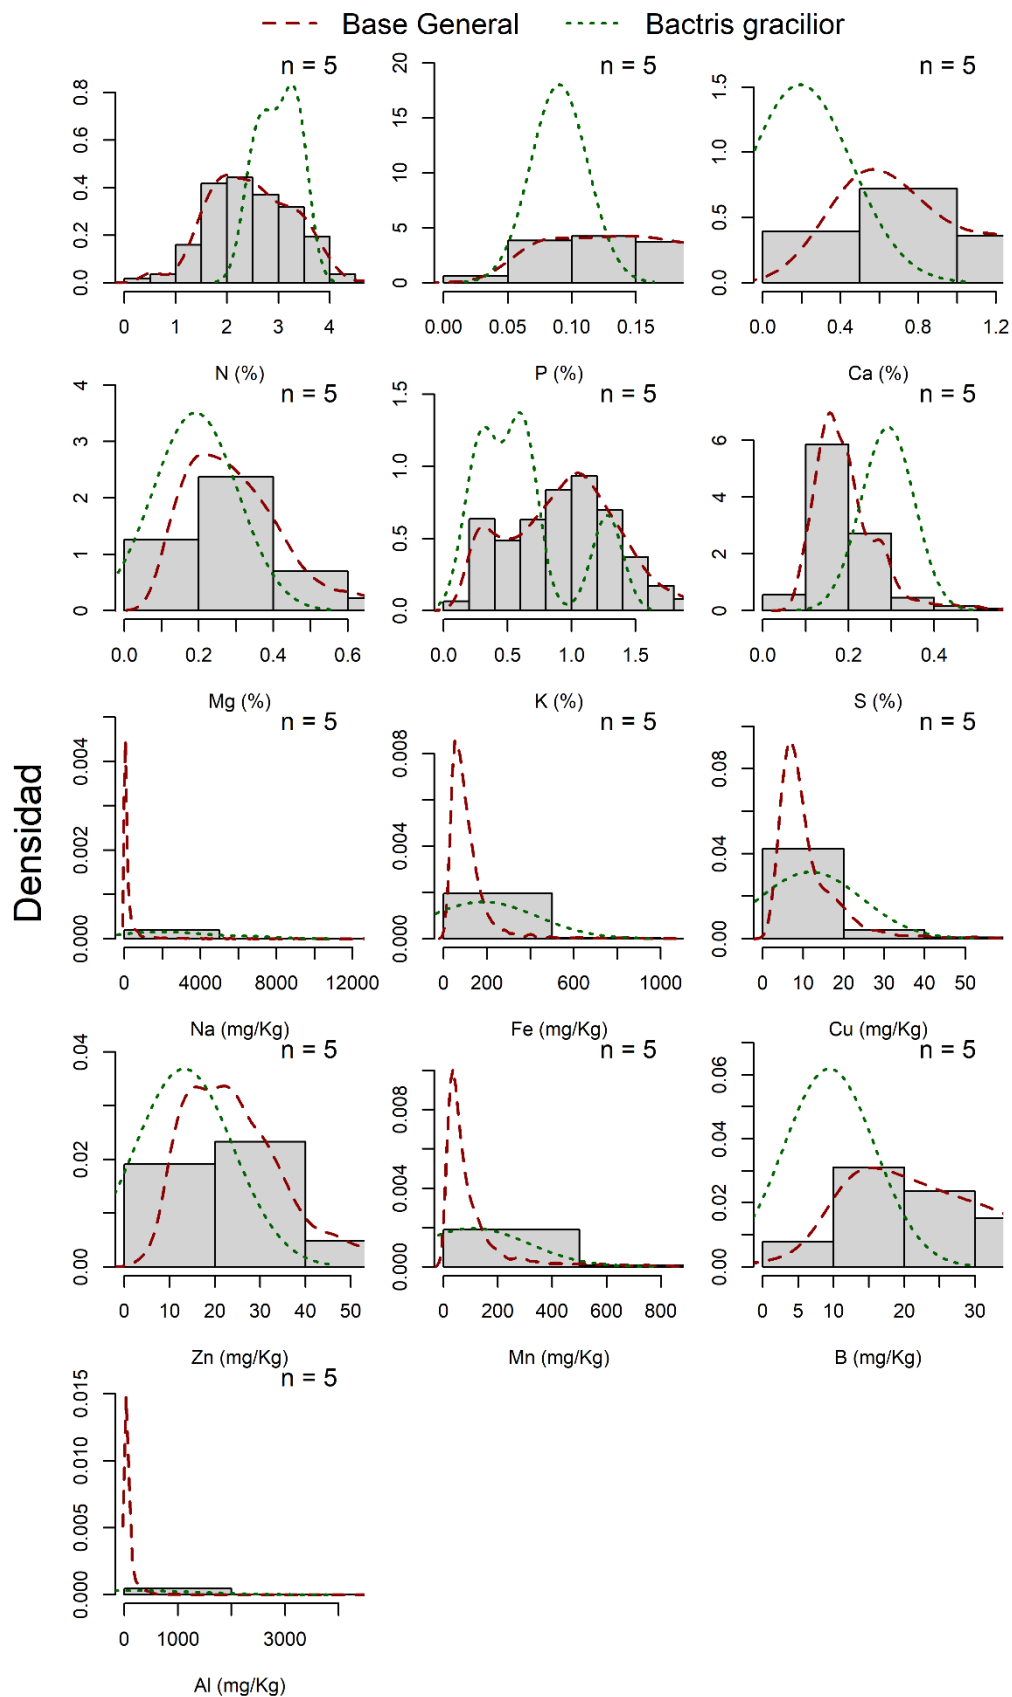 Base General Bactris gracilior
n = 5 n = 5 n = 5
0.0 0.2 0.4 0.6 0.8
0 1 2 3 4
N (%)
0 5 10 15 20
0.00 0.05 0.10 0.15
P (%)
0.0 0.5 1.0 1.5
0.0 0.4 0.8 1.2
Ca (%)
n = 5 n = 5 n = 5
0 1 2 3 4
0.0 0.2 0.4 0.6
Mg (%)
0.0 0.5 1.0 1.5
0.0 0.5 1.0 1.5
K (%)
0 2 4 6
0.0 0.2 0.4
S (%)
Densidad
n = 5 n = 5 n = 5
0.000 0.002 0.004
0 4000 8000 12000
Na (mg/Kg)
0.000 0.004 0.008
0 200 600 1000
Fe (mg/Kg)
0.00 0.04 0.08
0 10 20 30 40 50
Cu (mg/Kg)
n = 5 n = 5 n = 5
0.00 0.02 0.04
0 10 20 30 40 50
Zn (mg/Kg)
0.000 0.004 0.008
0 200 400 600 800
Mn (mg/Kg)
0.00 0.02 0.04 0.06
0 5 10 20 30
B (mg/Kg)
n = 5
0.000 0.005 0.010 0.015
0 1000 3000
Al (mg/Kg)